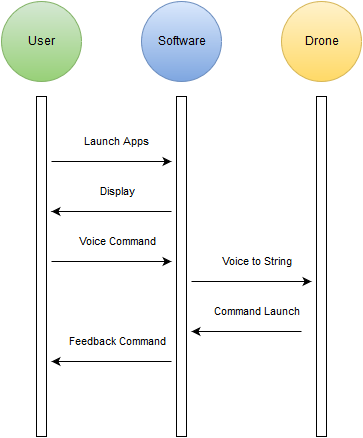 User
Software
Drone
Launch Apps
Display
Voice Command
Voice to String
Command Launch
Feedback Command